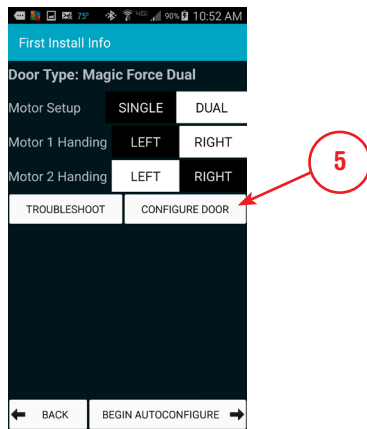 75° 4G 90% 10:52 AM
First Install Info
Door Type: Magic Force Dual
Motor Setup SINGLE DUAL
Motor 1 Handing LEFT RIGHT
Motor 2 Handing LEFT RIGHT
5
TROUBLESHOOT CONFIGURE DOOR
BACK BEGIN AUTOCONFIGURE